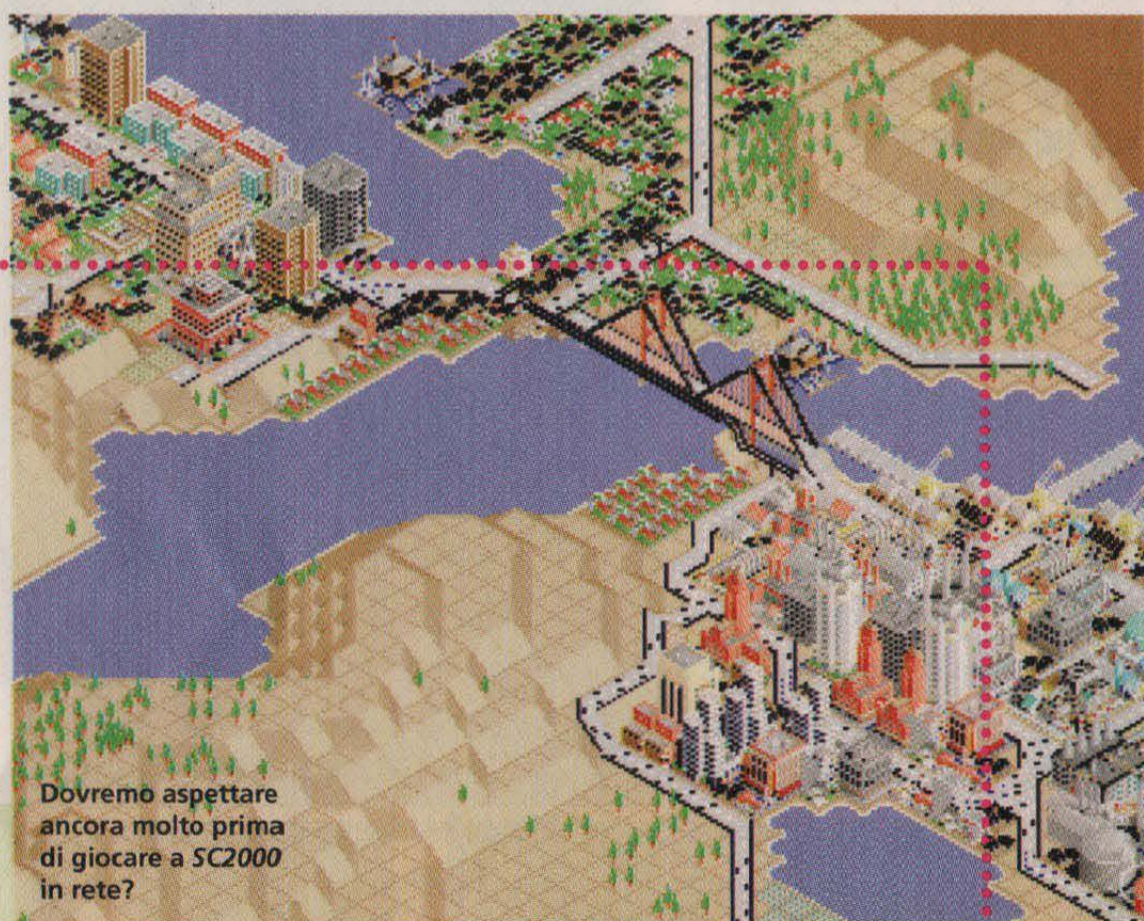 Dovremo aspettare
ancora molto prima
di giocare a SC2000
in rete?